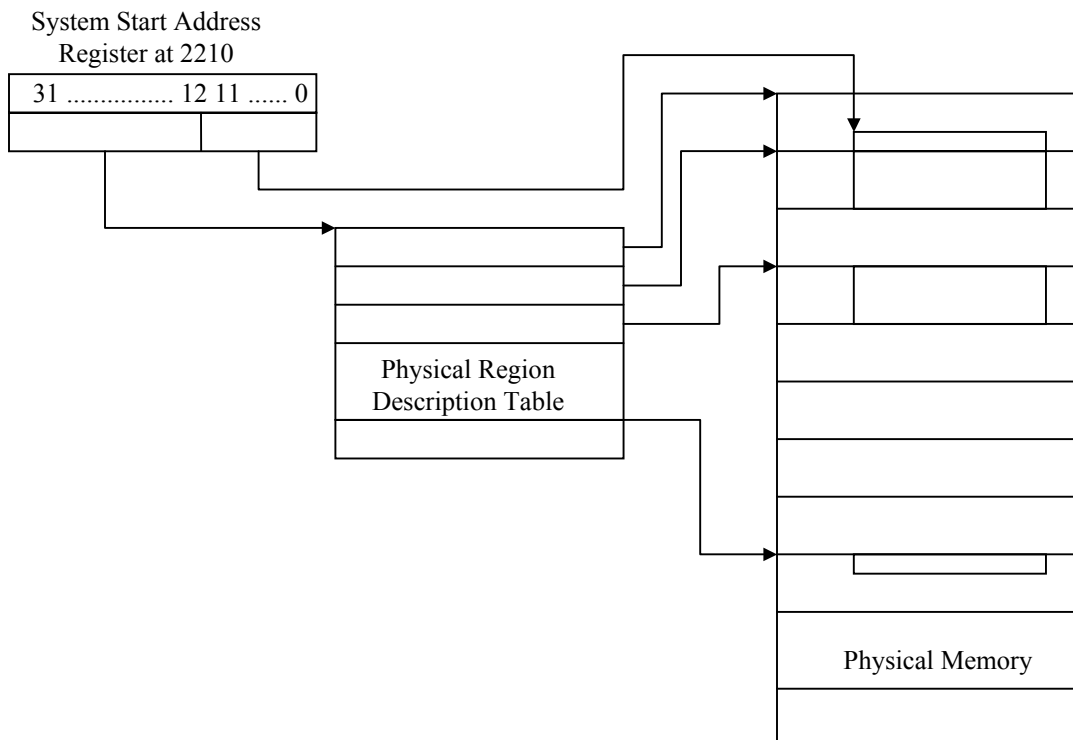 System Start Address
Register at 2210
31 ................ 12 11 ...... 0
Physical Region
Description Table
Physical Memory